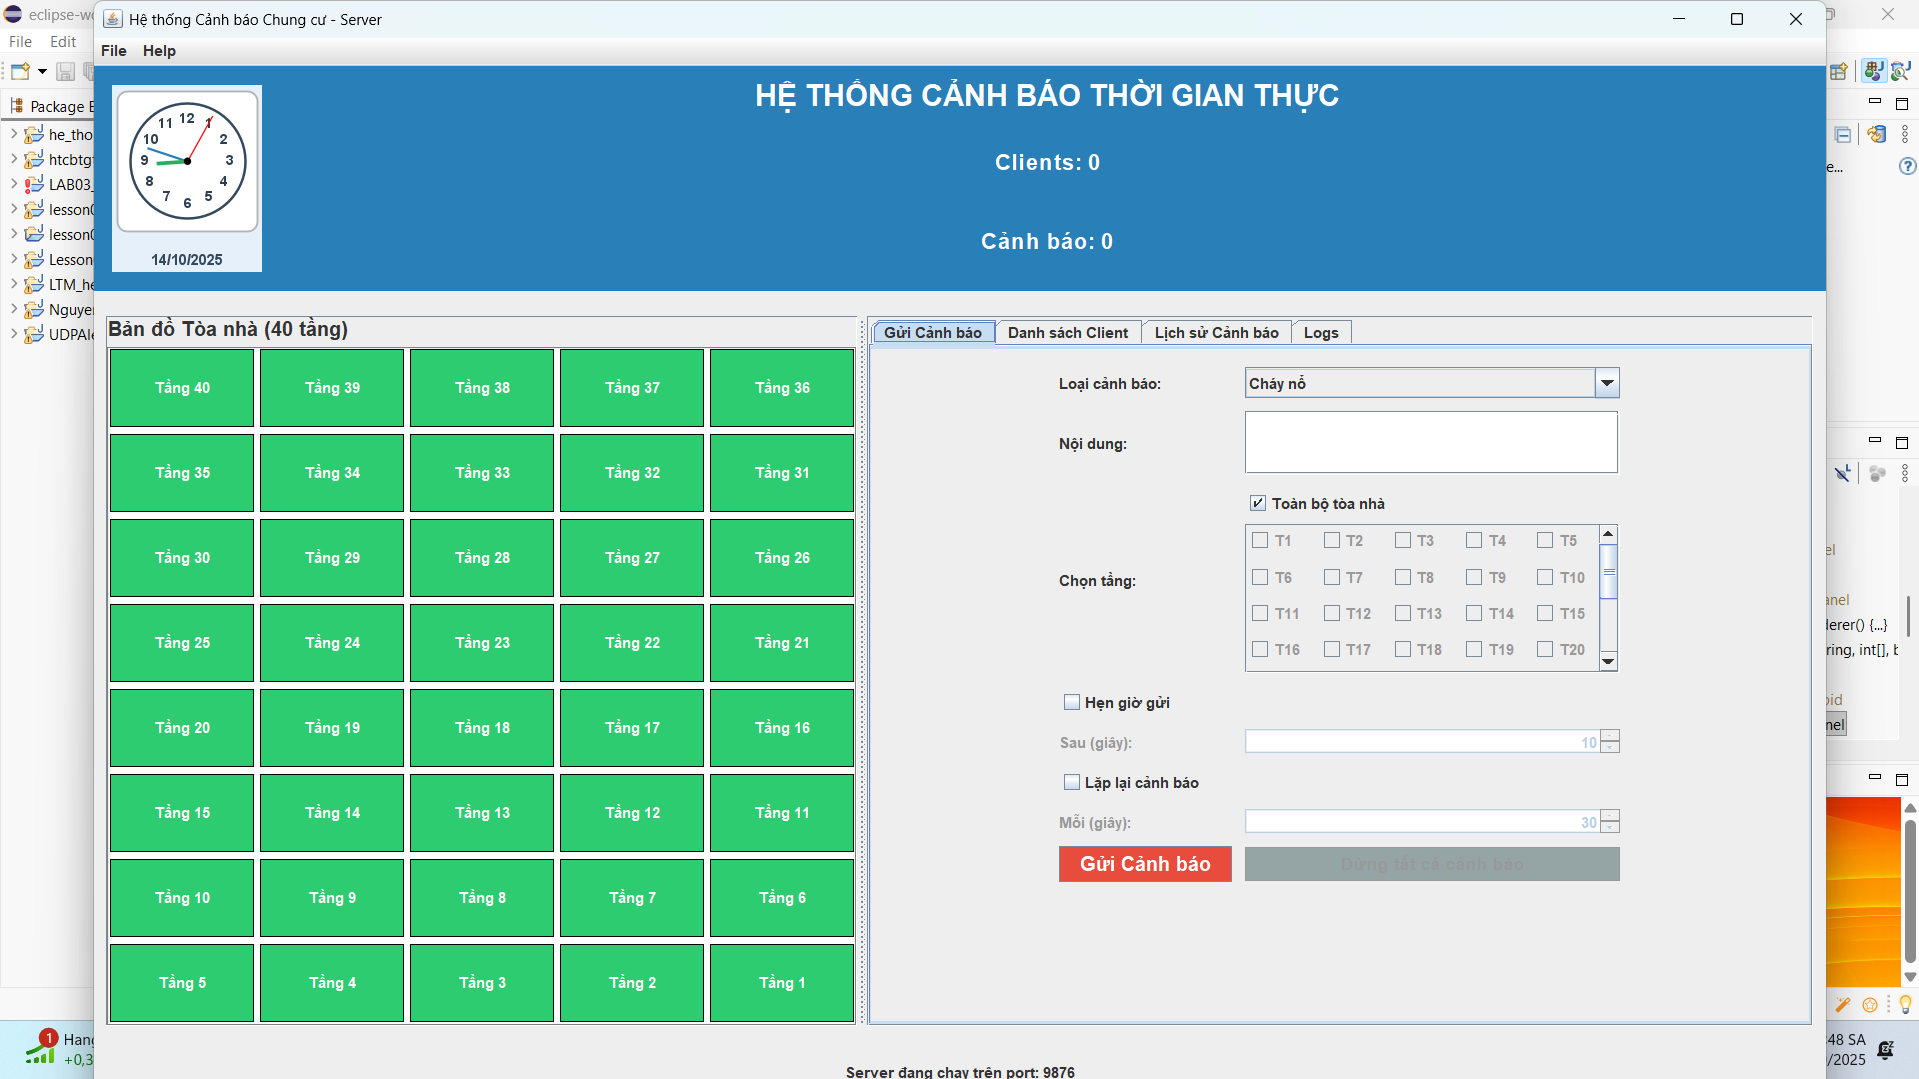 eclipse-wo
Hệ thống Cảnh báo Chung cư - Server
File Edit
File Help
HỆ THỐNG CẢNH BÁO THỜI GIAN THỰC
Clients: 0
Cảnh báo: 0
12
1
2
3
4
5
6
7
8
9
10
11
14/10/2025
Package E
he_tho
htcbtgt
LAB03_
lesson0
lesson0
Lesson
LTM_he
Nguyer
UDPAle
Bản đồ Tòa nhà (40 tầng)
Tầng 40 Tầng 39 Tầng 38 Tầng 37 Tầng 36
Tầng 35 Tầng 34 Tầng 33 Tầng 32 Tầng 31
Tầng 30 Tầng 29 Tầng 28 Tầng 27 Tầng 26
Tầng 25 Tầng 24 Tầng 23 Tầng 22 Tầng 21
Tầng 20 Tầng 19 Tầng 18 Tầng 17 Tầng 16
Tầng 15 Tầng 14 Tầng 13 Tầng 12 Tầng 11
Tầng 10 Tầng 9 Tầng 8 Tầng 7 Tầng 6
Tầng 5 Tầng 4 Tầng 3 Tầng 2 Tầng 1
Gửi Cảnh báo Danh sách Client Lịch sử Cảnh báo Logs
Loại cảnh báo: Cháy nổ
Nội dung:
Toàn bộ tòa nhà
Chọn tầng:
T1 T2 T3 T4 T5
T6 T7 T8 T9 T10
T11 T12 T13 T14 T15
T16 T17 T18 T19 T20
Hẹn giờ gửi
Sau (giây): 10
Lặp lại cảnh báo
Mỗi (giây): 30
Gửi Cảnh báo Dừng tất cả cảnh báo
Server đang chạy trên port: 9876
e...
el
anel
derer() {...}
ring, int[], b
oid
nel
1
Hang
+0,3
:48 SA
/2025